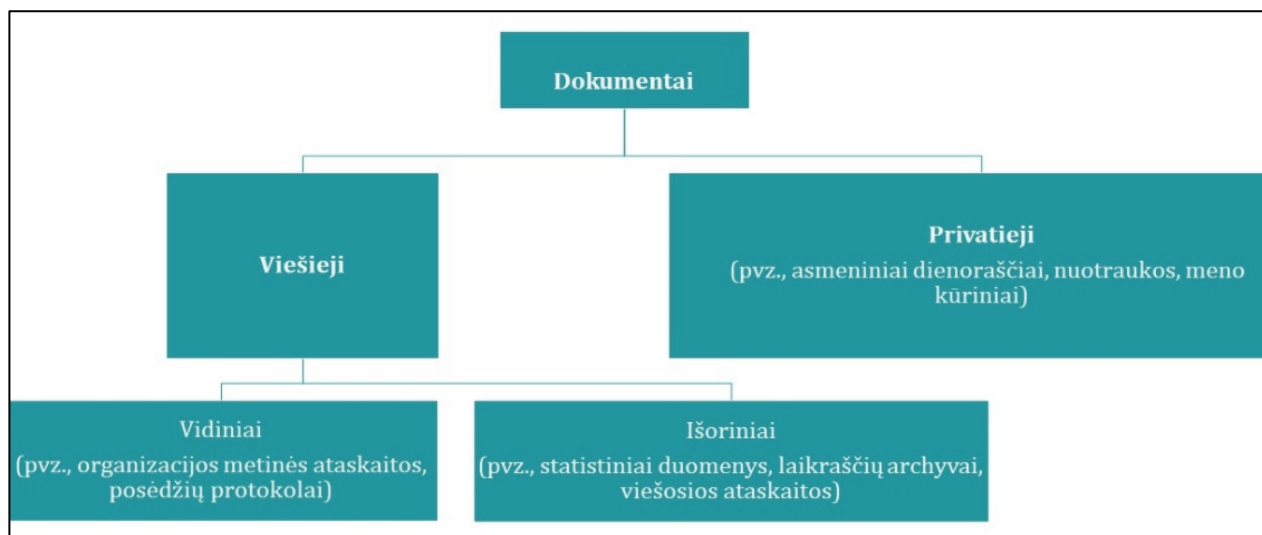 Dokumentai
Viešieji
Privatieji
(pvz., asmeniniai dienoraščiai, nuotraukos, meno
kūriniai)
Vidiniai
(pvz., organizacijos metinės ataskaitos,
posėdžių protokolai)
Išoriniai
(pvz., statistiniai duomenys, laikraščių archyvai,
viešosios ataskaitos)